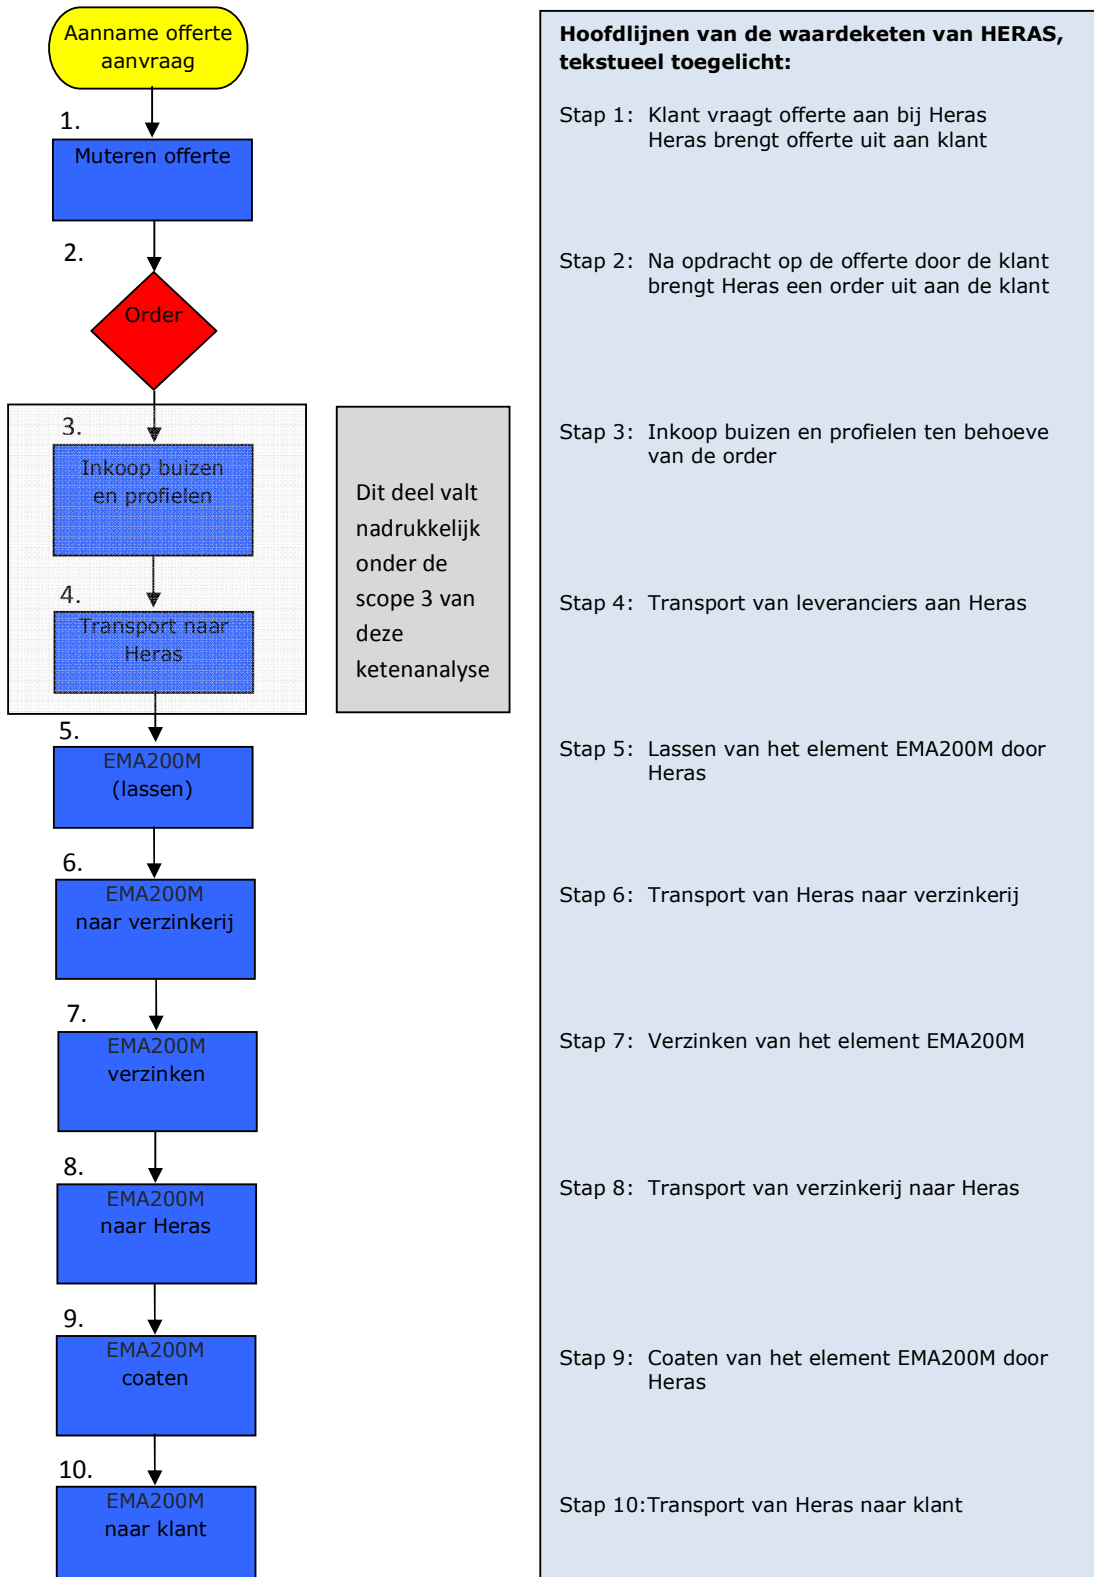 Aanname offerte
aanvraag
1.
Muteren offerte
2.
Order
3.
Inkoop buizen
en profielen
4.
Transport naar
Heras
Dit deel valt
nadrukkelijk
onder de
scope 3 van
deze
ketenanalyse
5.
EMA200M
(lassen)
6.
EMA200M
naar verzinkerij
7.
EMA200M
verzinken
8.
EMA200M
naar Heras
9.
EMA200M
coaten
10.
EMA200M
naar klant
Hoofdlijnen van de waardeketen van HERAS,
tekstueel toegelicht:
Stap 1: Klant vraagt offerte aan bij Heras
Heras brengt offerte uit aan klant
Stap 2: Na opdracht op de offerte door de klant
brengt Heras een order uit aan de klant
Stap 3: Inkoop buizen en profielen ten behoeve
van de order
Stap 4: Transport van leveranciers aan Heras
Stap 5: Lassen van het element EMA200M door
Heras
Stap 6: Transport van Heras naar verzinkerij
Stap 7: Verzinken van het element EMA200M
Stap 8: Transport van verzinkerij naar Heras
Stap 9: Coaten van het element EMA200M door
Heras
Stap 10:Transport van Heras naar klant